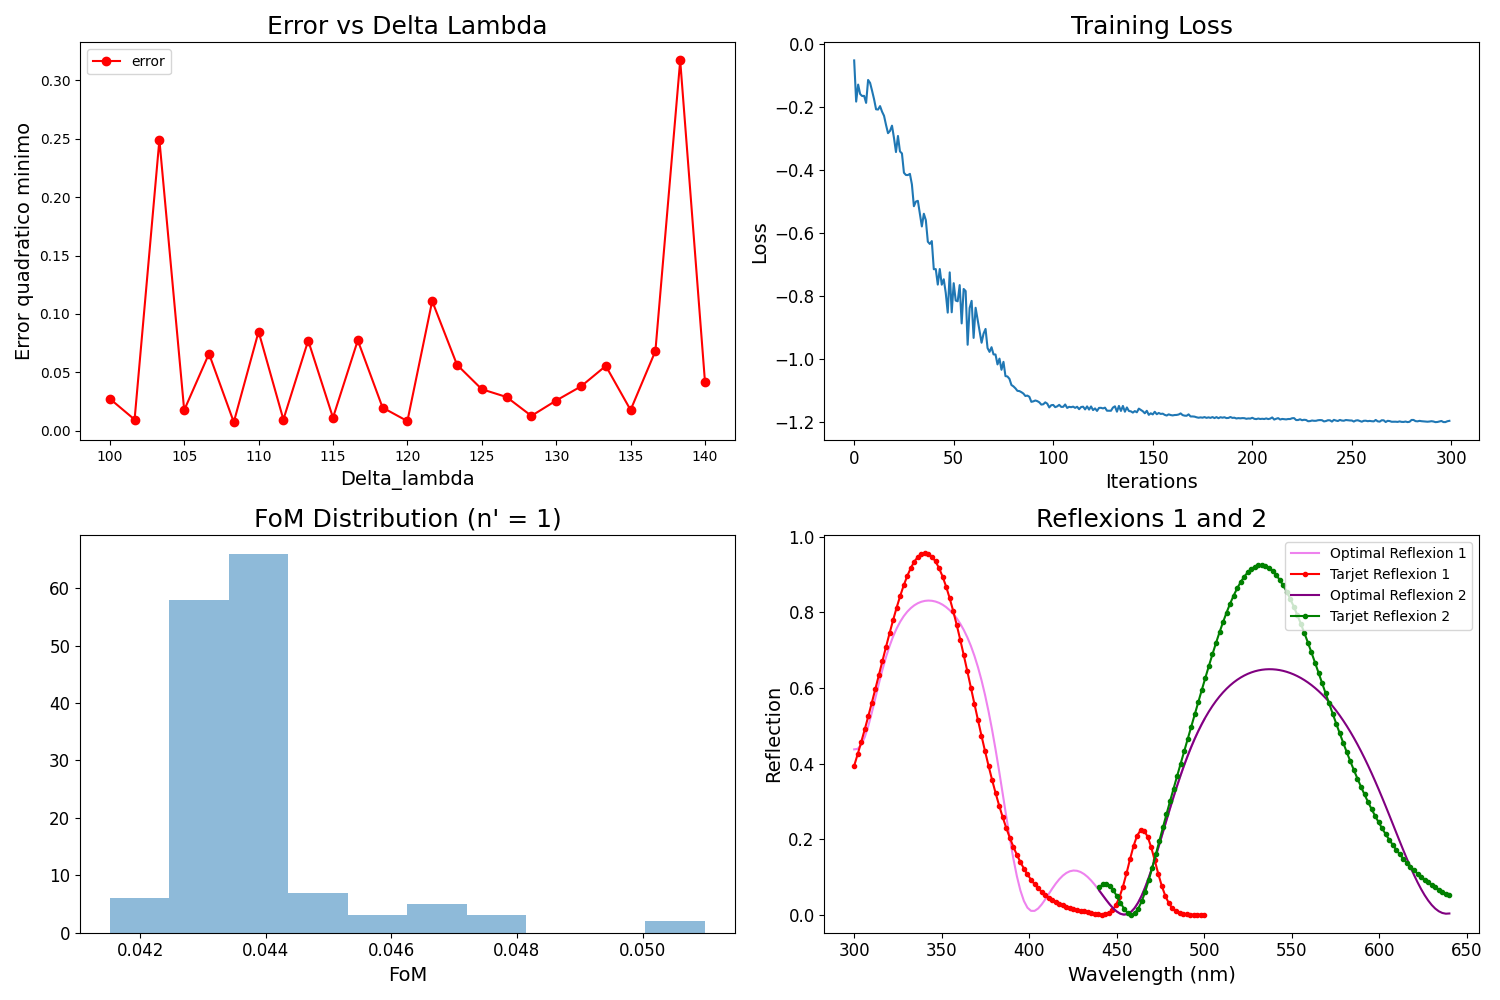 Error vs Delta Lambda
error
Error quadratico minimo
0.30
0.25
0.20
0.15
0.10
0.05
0.00
100 105 110 115 120 125 130 135 140
Delta_lambda
Training Loss
Loss
0.0
−0.2
−0.4
−0.6
−0.8
−1.0
−1.2
0 50 100 150 200 250 300
Iterations
FoM Distribution (n' = 1)
60
50
40
30
20
10
0
0.042 0.044 0.046 0.048 0.050
FoM
Reflexions 1 and 2
Optimal Reflexion 1
Tarjet Reflexion 1
Optimal Reflexion 2
Tarjet Reflexion 2
Reflection
1.0
0.8
0.6
0.4
0.2
0.0
300 350 400 450 500 550 600 650
Wavelength (nm)